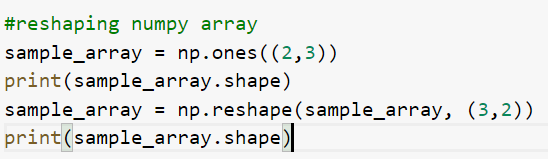 #reshaping numpy array
sample_array = np.ones((2,3))
print(sample_array.shape)
sample_array = np.reshape(sample_array, (3,2))
print(sample_array.shape)